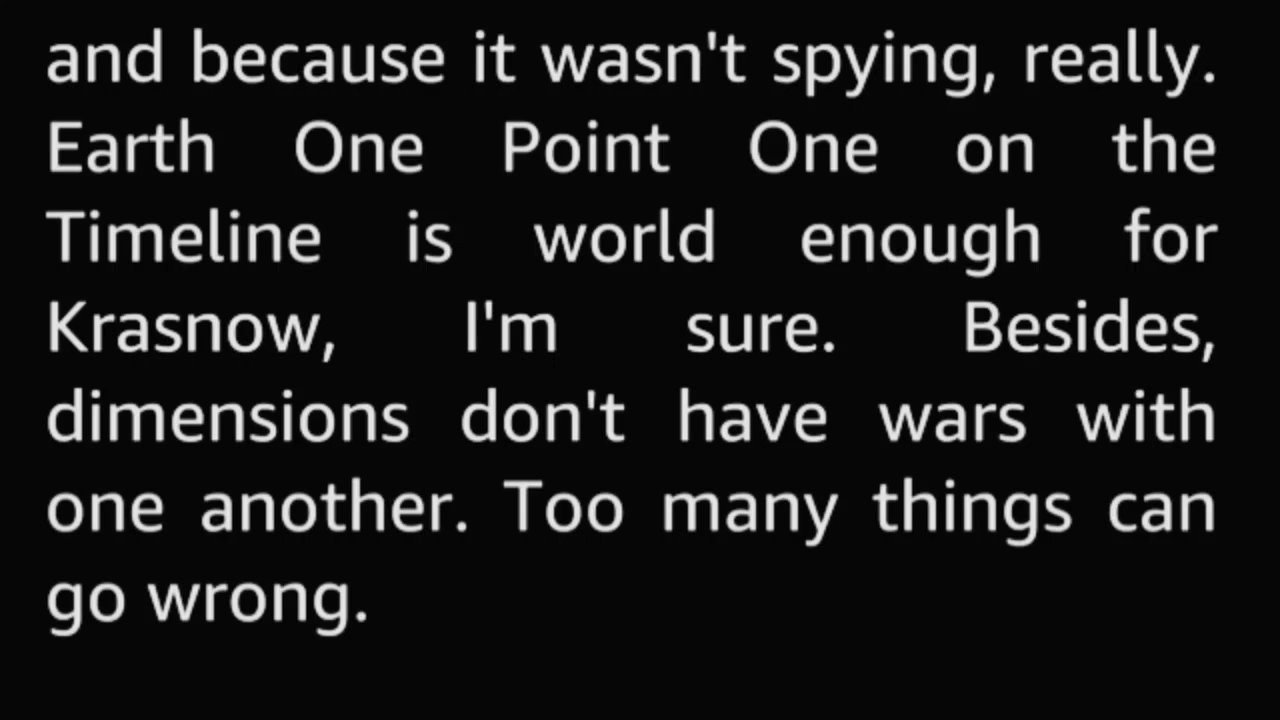 and because it wasn't spying, really.
Earth One Point One on the
Timeline is world enough for
Krasnow, I'm sure. Besides,
dimensions don't have wars with
one another. Too many things can
go wrong.